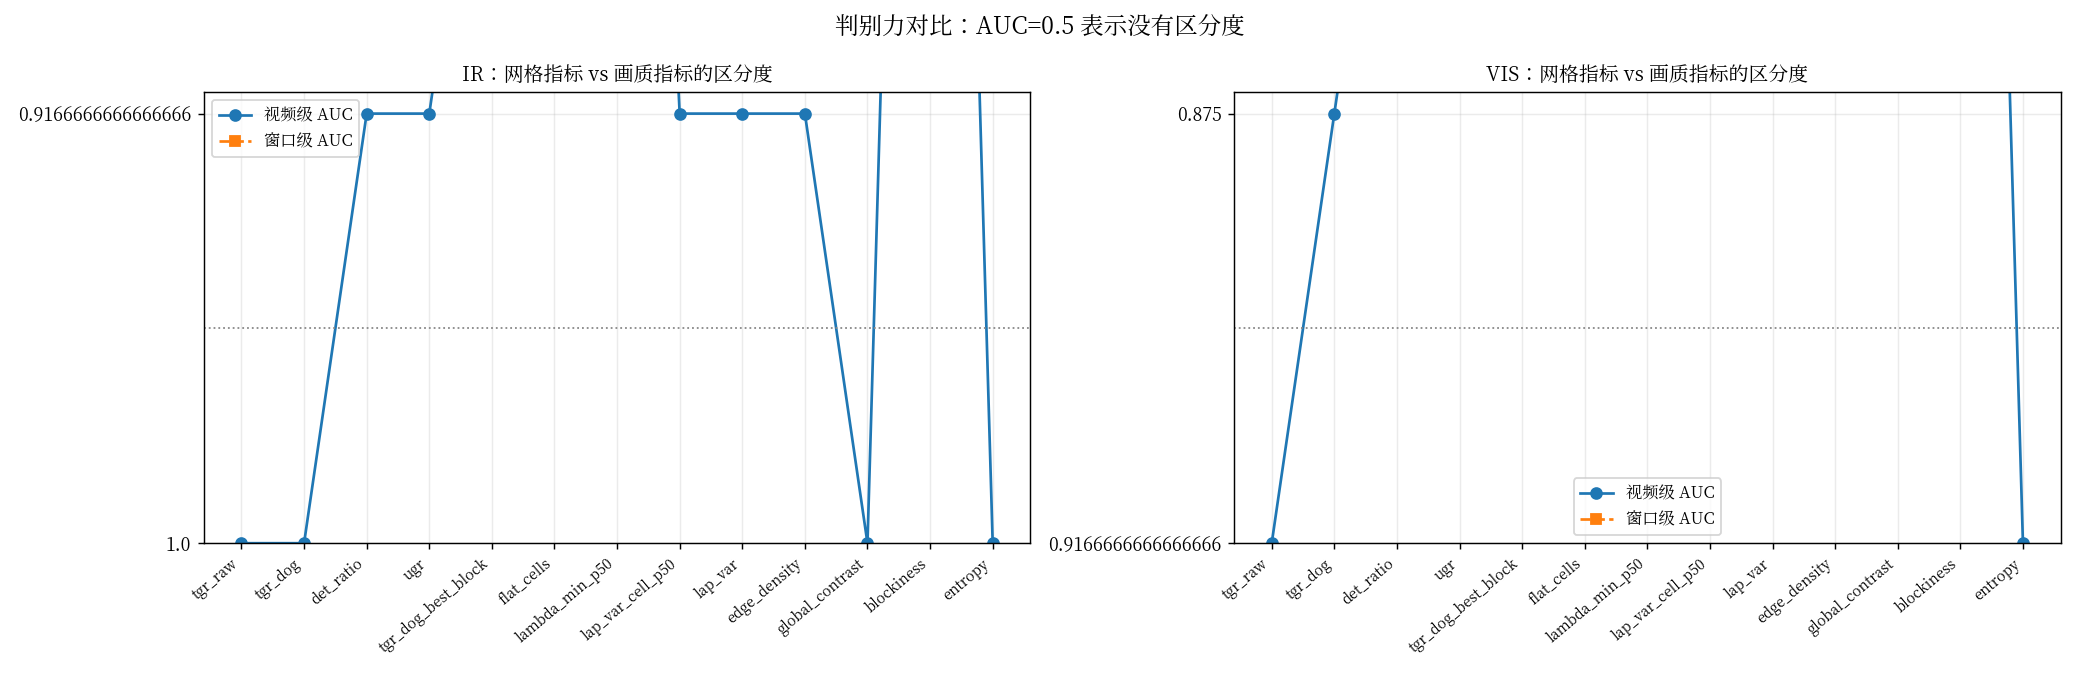 判别力对比：AUC=0.5 表示没有区分度
IR：网格指标 vs 画质指标的区分度
0.9166666666666666
1.0
视频级 AUC
窗口级 AUC
tgr_raw
tgr_dog
det_ratio
ugr
tgr_dog_best_block
flat_cells
lambda_min_p50
lap_var_cell_p50
lap_var
edge_density
global_contrast
blockiness
entropy
VIS：网格指标 vs 画质指标的区分度
0.875
0.9166666666666666
视频级 AUC
窗口级 AUC
tgr_raw
tgr_dog
det_ratio
ugr
tgr_dog_best_block
flat_cells
lambda_min_p50
lap_var_cell_p50
lap_var
edge_density
global_contrast
blockiness
entropy